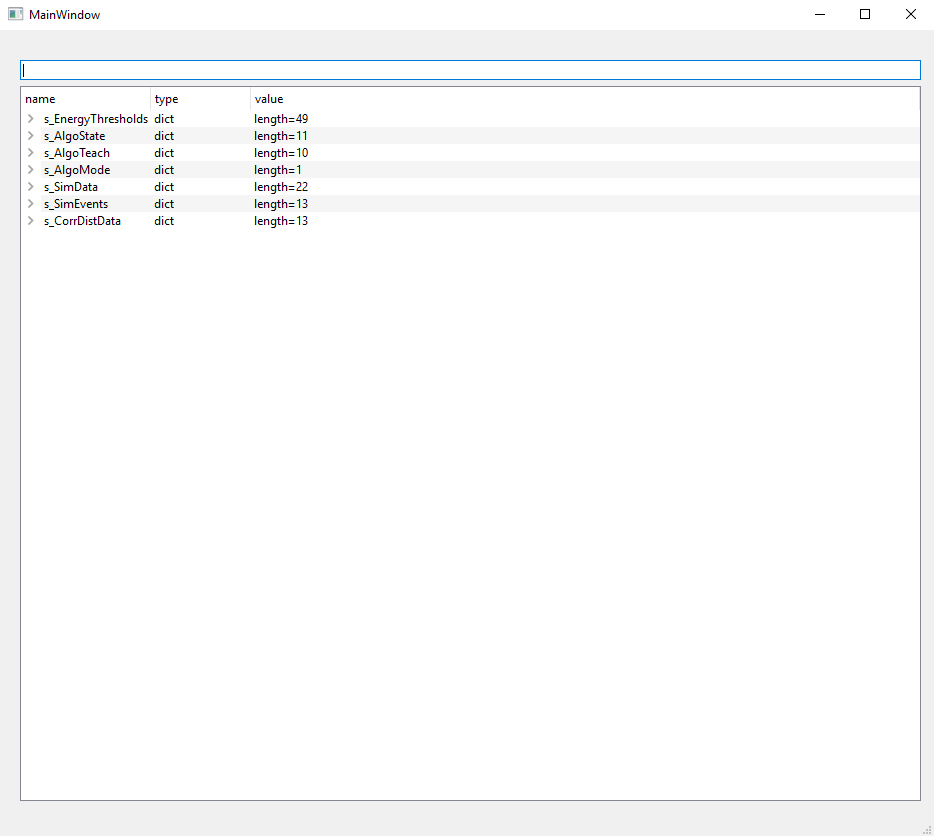 MainWindow
name type value
s_EnergyThresholds dict length=49
s_AlgoState dict length=11
s_AlgoTeach dict length=10
s_AlgoMode dict length=1
s_SimData dict length=22
s_SimEvents dict length=13
s_CorrDistData dict length=13